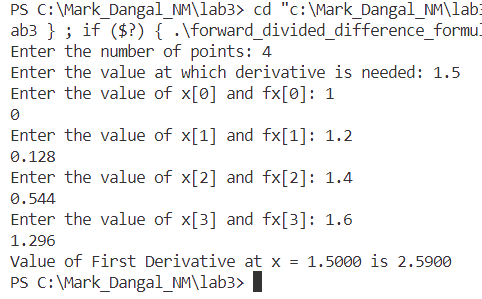 PS C:\Mark_Dangal_NM\lab3> cd "c:\Mark_Dangal_NM\lab
ab3 } ; if ($?) { .\forward_divided_difference_formul
Enter the number of points: 4
Enter the value at which derivative is needed: 1.5
Enter the value of x[0] and fx[0]: 1
0
Enter the value of x[1] and fx[1]: 1.2
0.128
Enter the value of x[2] and fx[2]: 1.4
0.544
Enter the value of x[3] and fx[3]: 1.6
1.296
Value of First Derivative at x = 1.5000 is 2.5900
PS C:\Mark_Dangal_NM\lab3>